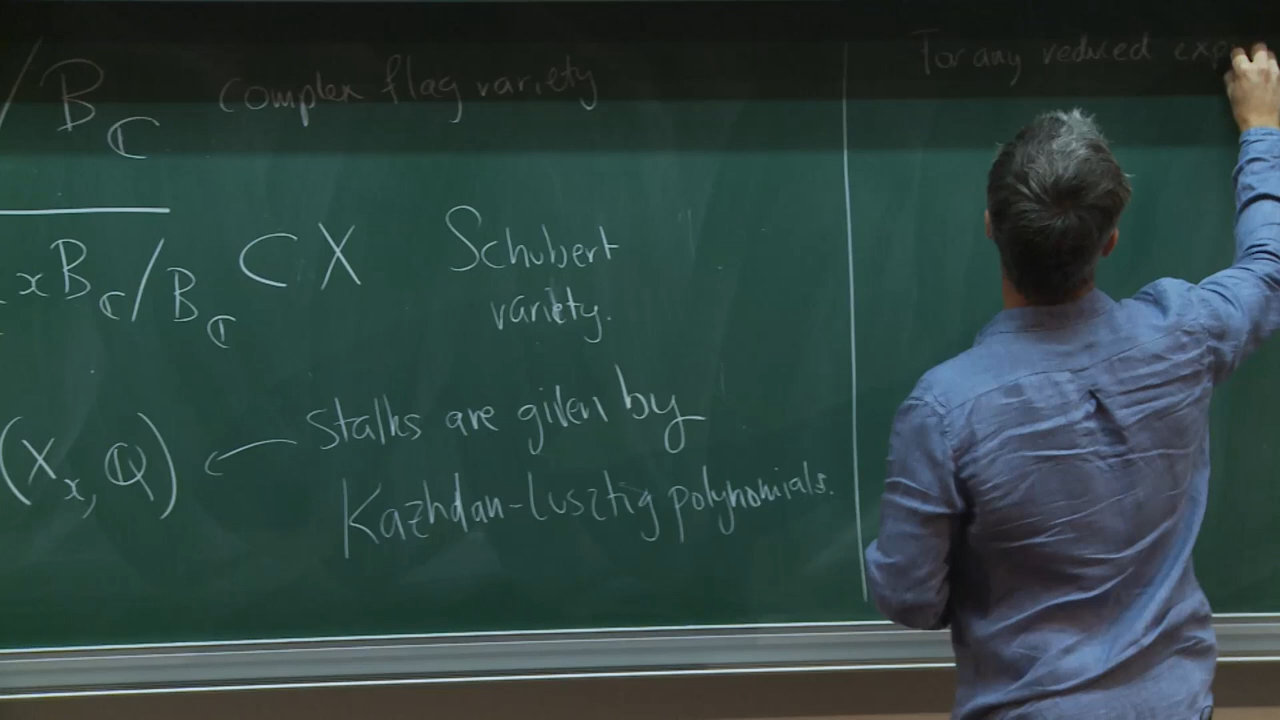 /B_ℂ complex flag variety
xB_ℂ/B_ℂ ⊂ X Schubert
variety.
(X_x, ℚ) ← stalks are given by
Kazhdan-Lusztig polynomials.
For any reduced exp